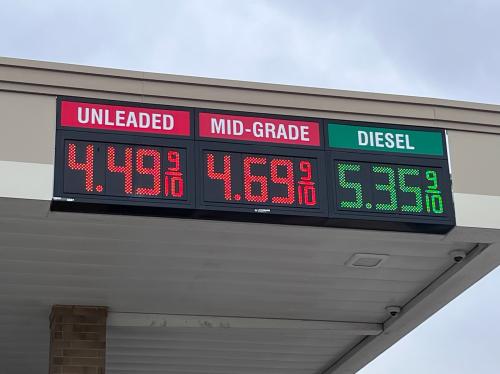 UNLEADED MID-GRADE DIESEL
4.49 9/10 4.69 9/10 5.35 9/10